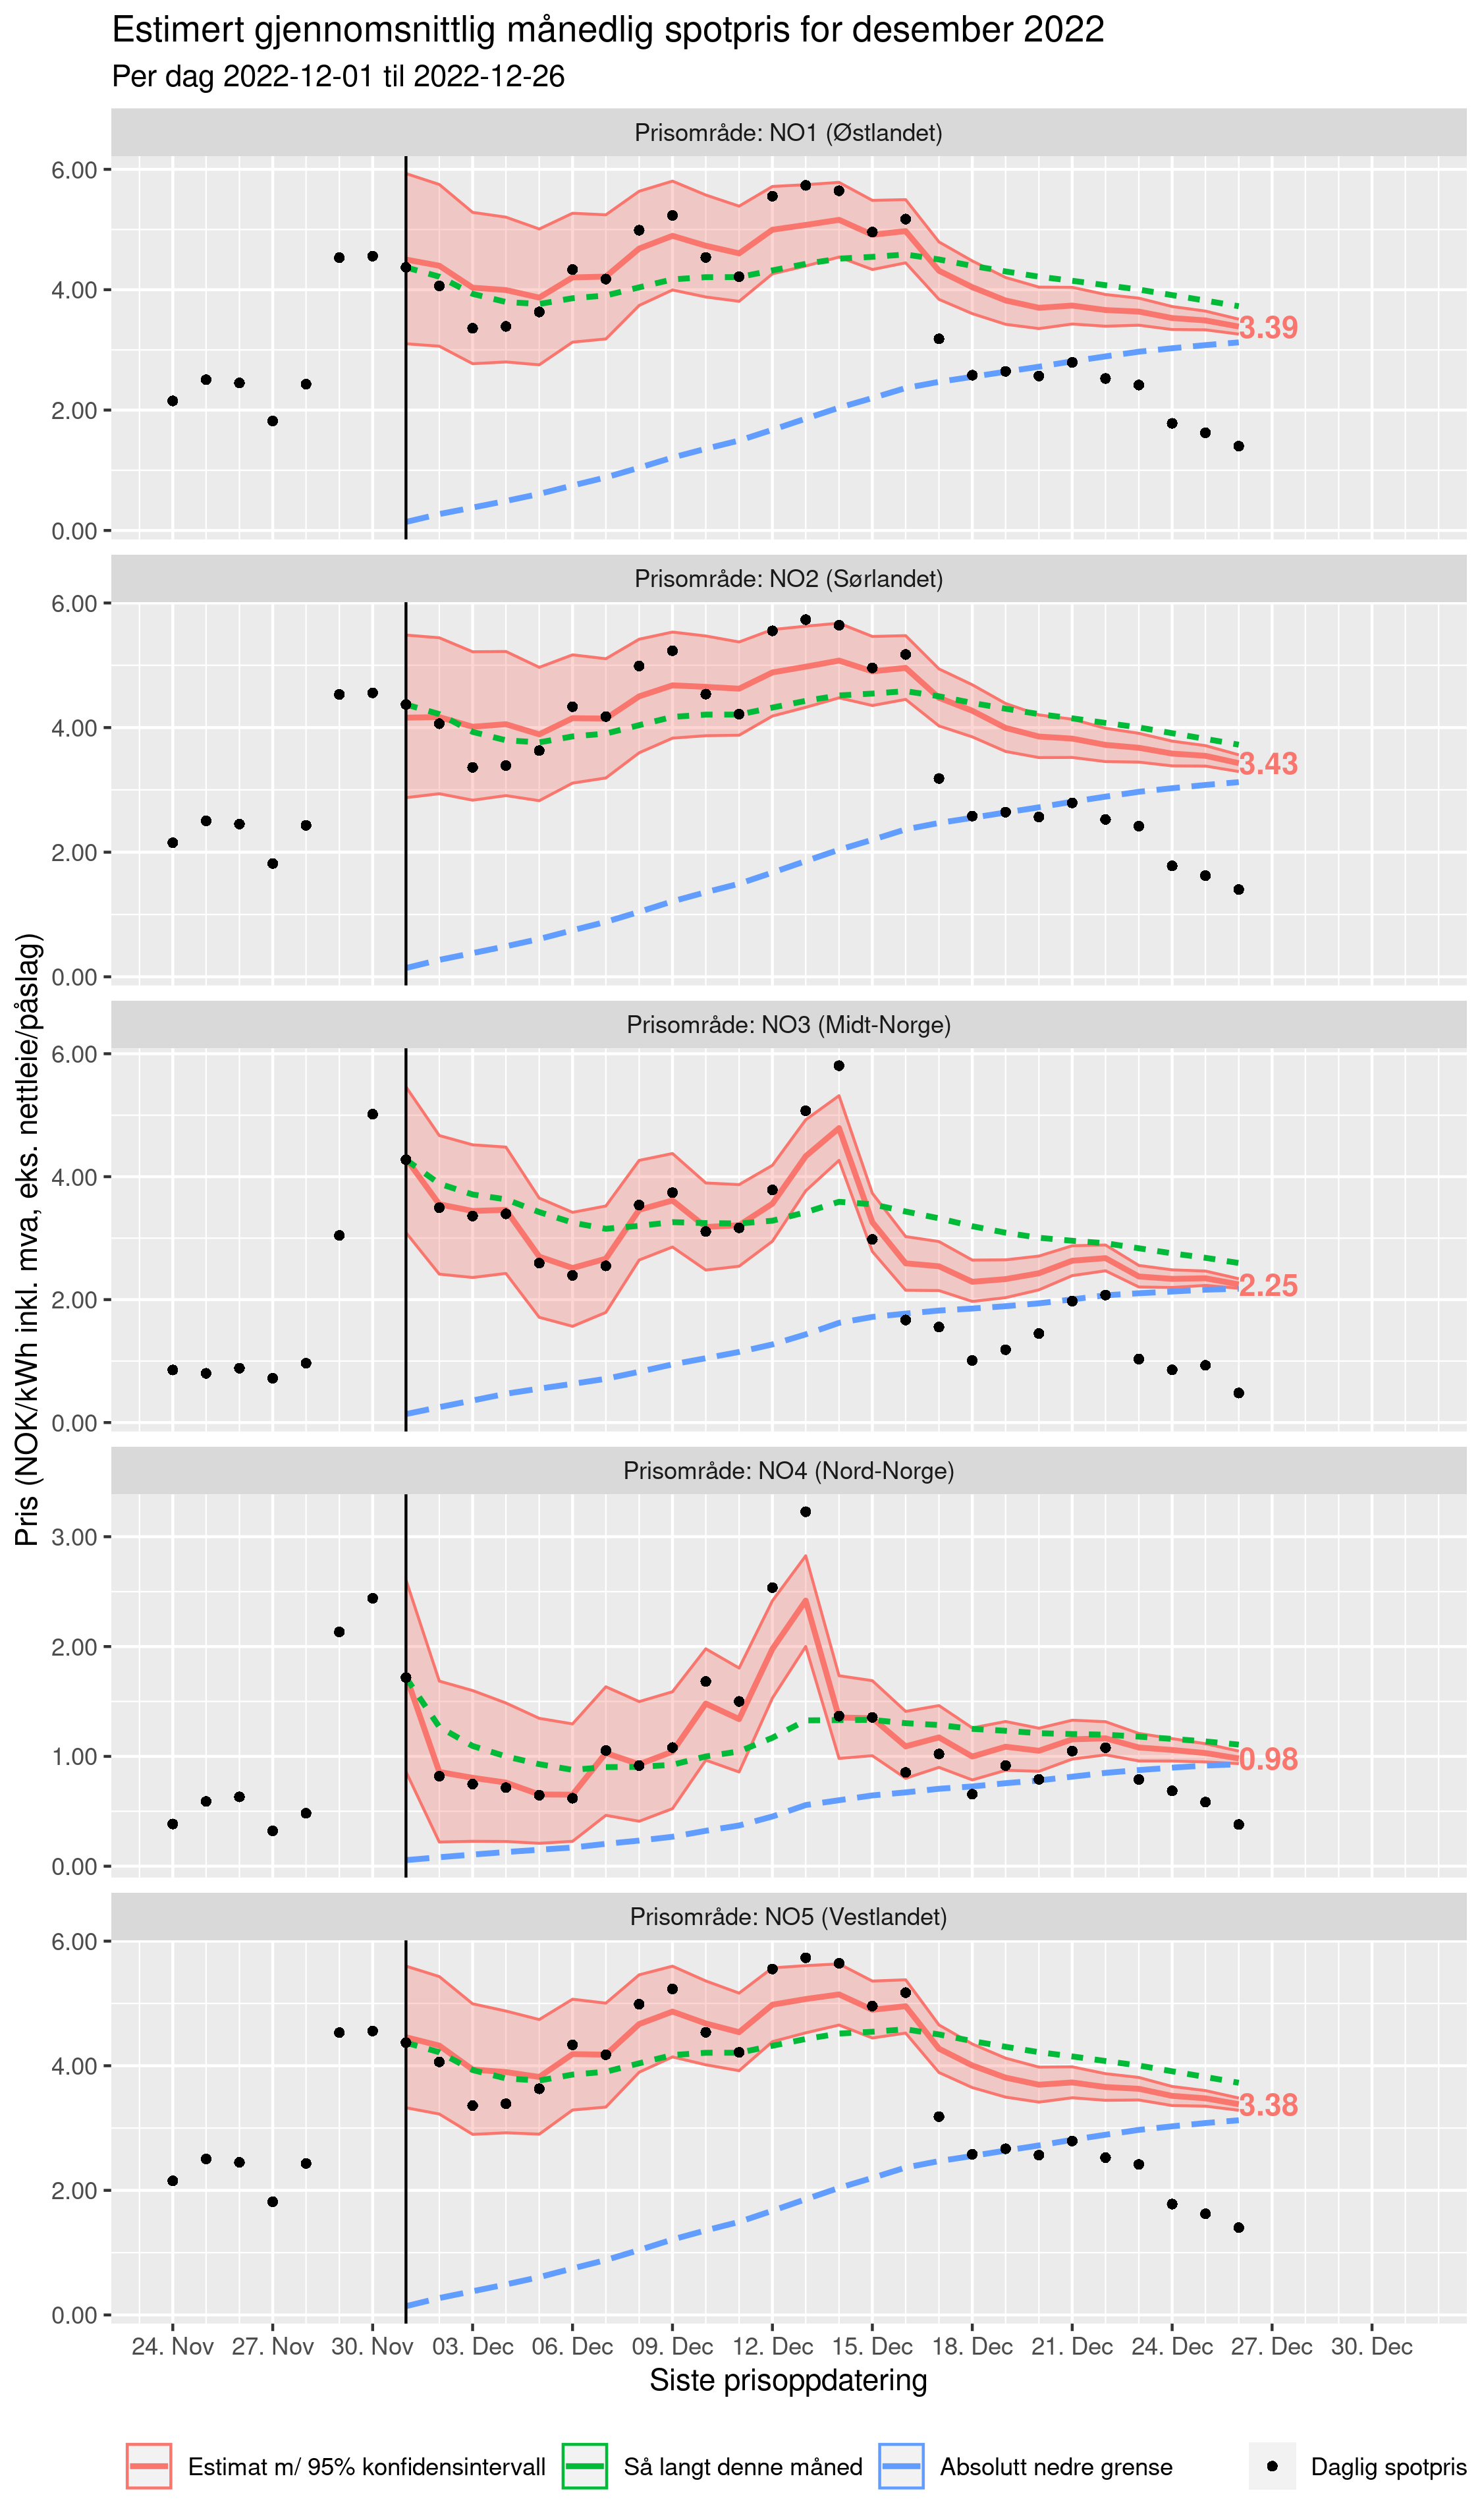 Estimert gjennomsnittlig månedlig spotpris for desember 2022
Per dag 2022-12-01 til 2022-12-26
Pris (NOK/kWh inkl. mva, eks. nettleie/påslag)
Prisområde: NO1 (Østlandet)
6.00
4.00
2.00
0.00
3.39
Prisområde: NO2 (Sørlandet)
6.00
4.00
2.00
0.00
3.43
Prisområde: NO3 (Midt-Norge)
6.00
4.00
2.00
0.00
2.25
Prisområde: NO4 (Nord-Norge)
3.00
2.00
1.00
0.00
0.98
Prisområde: NO5 (Vestlandet)
6.00
4.00
2.00
0.00
3.38
24. Nov 27. Nov 30. Nov 03. Dec 06. Dec 09. Dec 12. Dec 15. Dec 18. Dec 21. Dec 24. Dec 27. Dec 30. Dec
Siste prisoppdatering
Estimat m/ 95% konfidensintervall Så langt denne måned Absolutt nedre grense Daglig spotpris